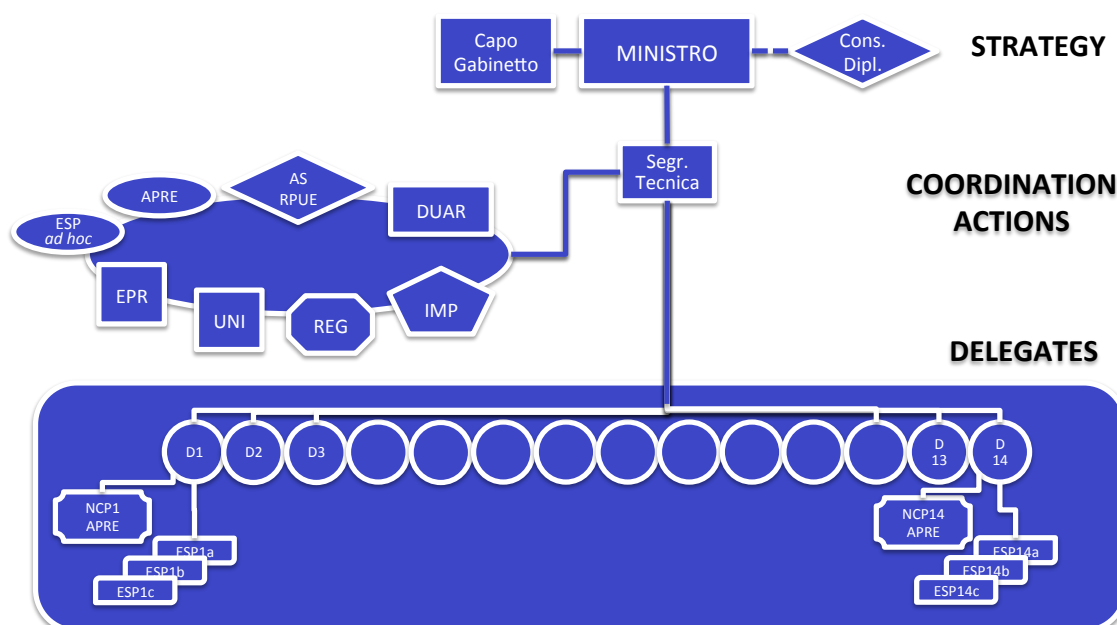 Capo
Gabinetto
MINISTRO
Cons.
Dipl.
STRATEGY
Segr.
Tecnica
COORDINATION
ACTIONS
AS
RPUE
APRE
DUAR
ESP
ad hoc
EPR
UNI
REG
IMP
DELEGATES
D1
D2
D3
D
13
D
14
NCP1
APRE
NCP14
APRE
ESP1a
ESP1b
ESP1c
ESP14a
ESP14b
ESP14c